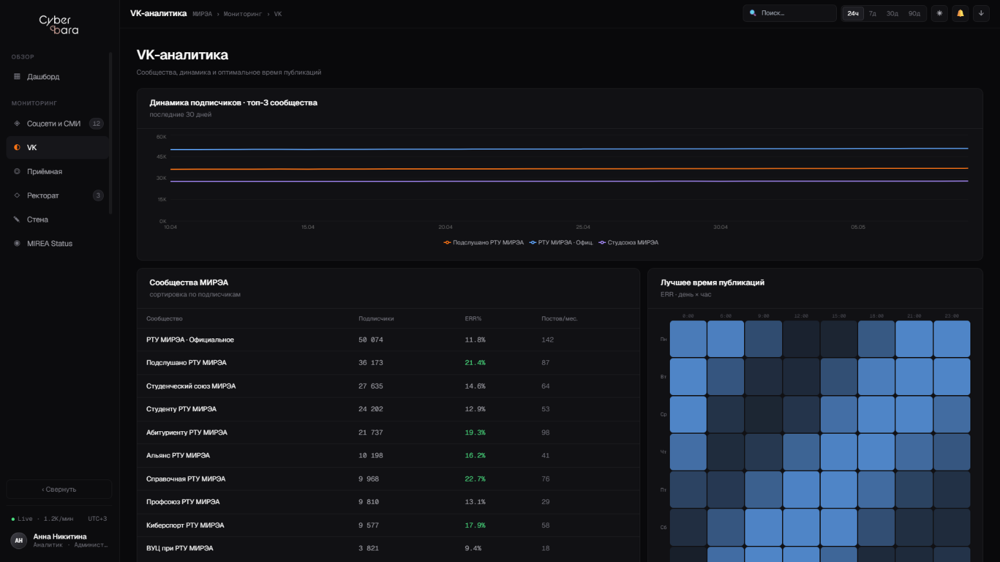 Cyber
bara
ОБЗОР
Дашборд
МОНИТОРИНГ
Соцсети и СМИ 12
VK
Приёмная
Ректорат 3
Стена
MIREA Status
‹ Свернуть
Live · 1.2K/мин UTC+3
АН
Анна Никитина
Аналитик · Админист…
VK-аналитика МИРЭА › Мониторинг › VK
Поиск…
24ч 7д 30д 90д
VK-аналитика
Сообщества, динамика и оптимальное время публикаций
Динамика подписчиков · топ-3 сообщества
последние 30 дней
60K
45K
30K
15K
0K
10.04 15.04 20.04 25.04 30.04 05.05
Подслушано РТУ МИРЭА РТУ МИРЭА · Офиц. Студсоюз МИРЭА
Сообщества МИРЭА
сортировка по подписчикам
Сообщество Подписчики ERR% Постов/мес.
РТУ МИРЭА · Официальное 50 074 11.8% 142
Подслушано РТУ МИРЭА 36 173 21.4% 87
Студенческий союз МИРЭА 27 635 14.6% 64
Студенту РТУ МИРЭА 24 202 12.9% 53
Абитуриенту РТУ МИРЭА 21 737 19.3% 98
Альянс РТУ МИРЭА 10 198 16.2% 41
Справочная РТУ МИРЭА 9 968 22.7% 76
Профсоюз РТУ МИРЭА 9 810 13.1% 29
Киберспорт РТУ МИРЭА 9 577 17.9% 58
ВУЦ при РТУ МИРЭА 3 821 9.4% 18
Лучшее время публикаций
ERR · день × час
0:00 6:00 9:00 12:00 15:00 18:00 21:00 23:00
Пн
Вт
Ср
Чт
Пт
Сб